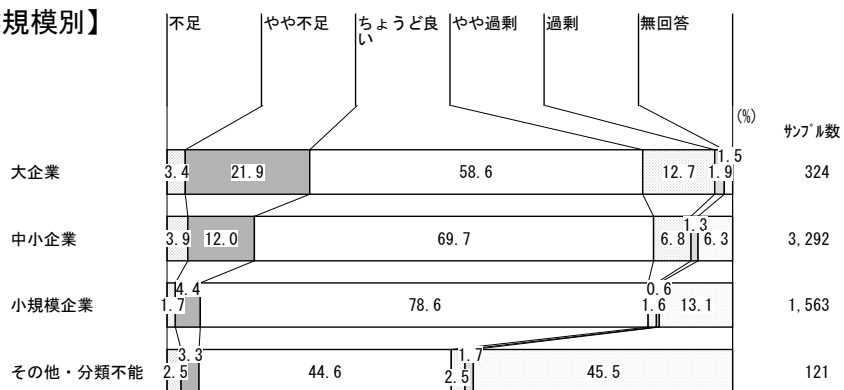 規模別】
不足 やや不足 ちょうど良い やや過剰 過剰 無回答
(%)
サンプル数
大企業 3.4 21.9 58.6 12.7 1.9 1.5 324
中小企業 3.9 12.0 69.7 6.8 1.3 6.3 3,292
小規模企業 1.7 4.4 78.6 1.6 0.6 13.1 1,563
その他・分類不能 2.5 3.3 44.6 2.5 1.7 45.5 121